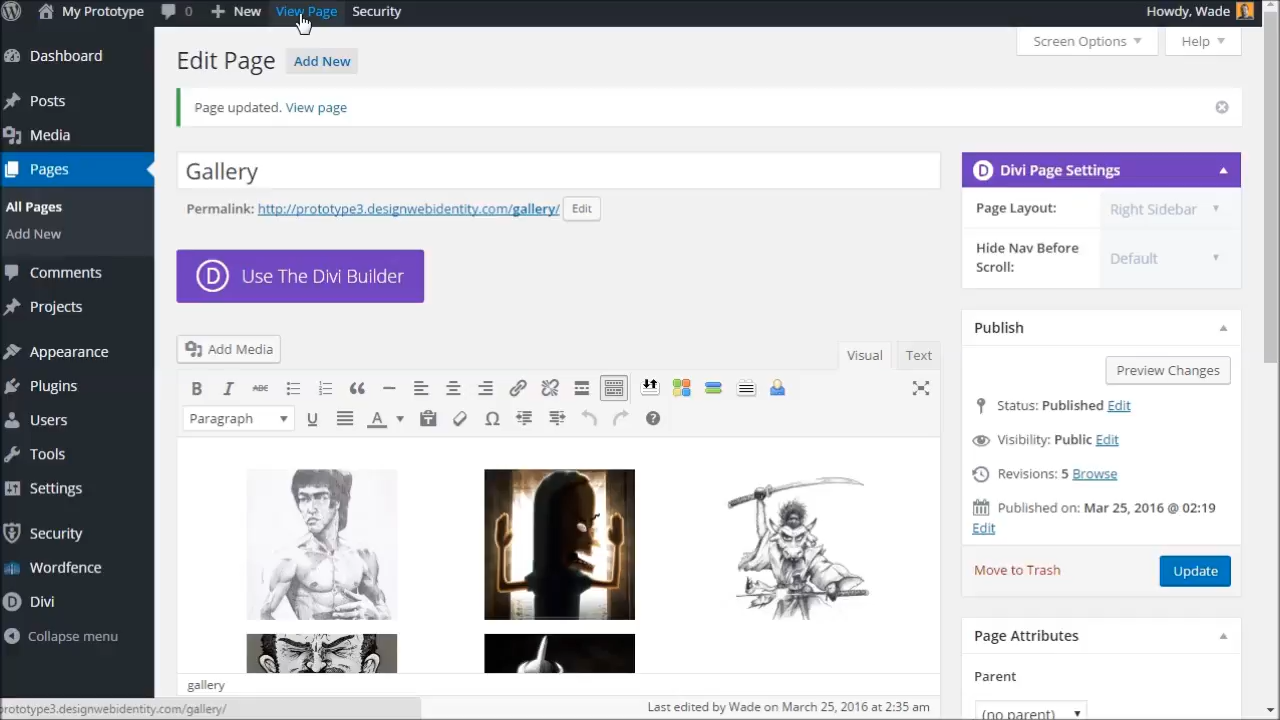 My Prototype 0 New View Page Security Howdy, Wade
Dashboard
Posts
Media
Pages
All Pages
Add New
Comments
Projects
Appearance
Plugins
Users
Tools
Settings
Security
Wordfence
Divi
Collapse menu
Screen Options Help
Edit Page Add New
Page updated. View page
Gallery
Permalink: http://prototype3.designwebidentity.com/gallery/ Edit
D Use The Divi Builder
Add Media
Visual Text
B I ABC
Paragraph U A Ω ?
gallery
Last edited by Wade on March 25, 2016 at 2:35 am
D Divi Page Settings
Page Layout: Right Sidebar
Hide Nav Before
Scroll: Default
Publish
Preview Changes
Status: Published Edit
Visibility: Public Edit
Revisions: 5 Browse
Published on: Mar 25, 2016 @ 02:19
Edit
Move to Trash Update
Page Attributes
Parent
(no parent)
prototype3.designwebidentity.com/gallery/